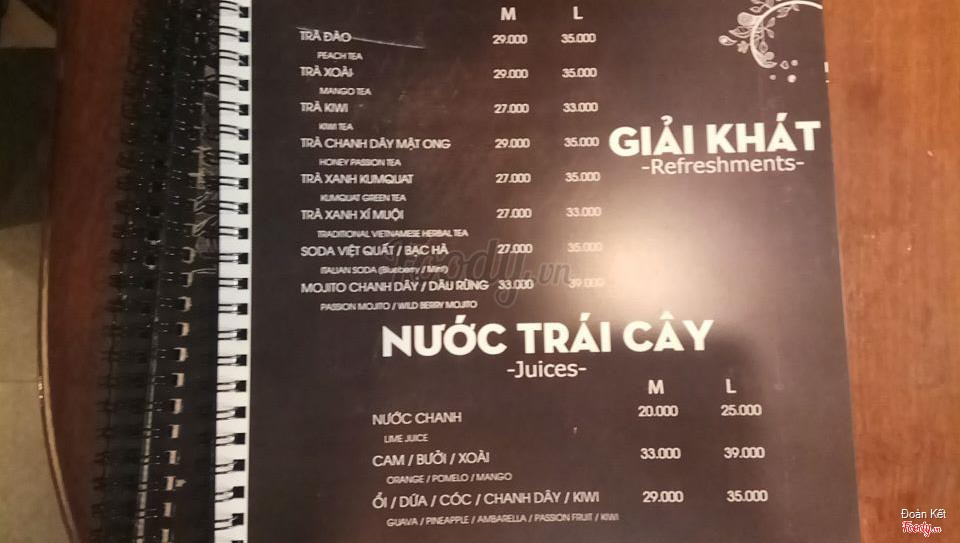 M L
TRÀ ĐÀO 29.000 35.000
PEACH TEA
TRÀ XOÀI 29.000 35.000
MANGO TEA
TRÀ KIWI 27.000 33.000
KIWI TEA
TRÀ CHANH DÂY MẬT ONG 29.000 35.000
HONEY PASSION TEA
TRÀ XANH KUMQUAT 27.000 35.000
KUMQUAT GREEN TEA
TRÀ XANH XÍ MUỘI 27.000 33.000
TRADITIONAL VIETNAMESE HERBAL TEA
SODA VIỆT QUẤT / BẠC HÀ 27.000 35.000
ITALIAN SODA (Blueberry / Mint)
MOJITO CHANH DÂY / DÂU RỪNG 33.000 39.000
PASSION MOJITO / WILD BERRY MOJITO
GIẢI KHÁT
-Refreshments-
NƯỚC TRÁI CÂY
-Juices-
M L
NƯỚC CHANH 20.000 25.000
LIME JUICE
CAM / BƯỞI / XOÀI 33.000 39.000
ORANGE / POMELO / MANGO
ỔI / DỨA / CÓC / CHANH DÂY / KIWI 29.000 35.000
GUAVA / PINEAPPLE / AMBARELLA / PASSION FRUIT / KIWI
Foody.vn
Đoàn Kết
Foody.vn